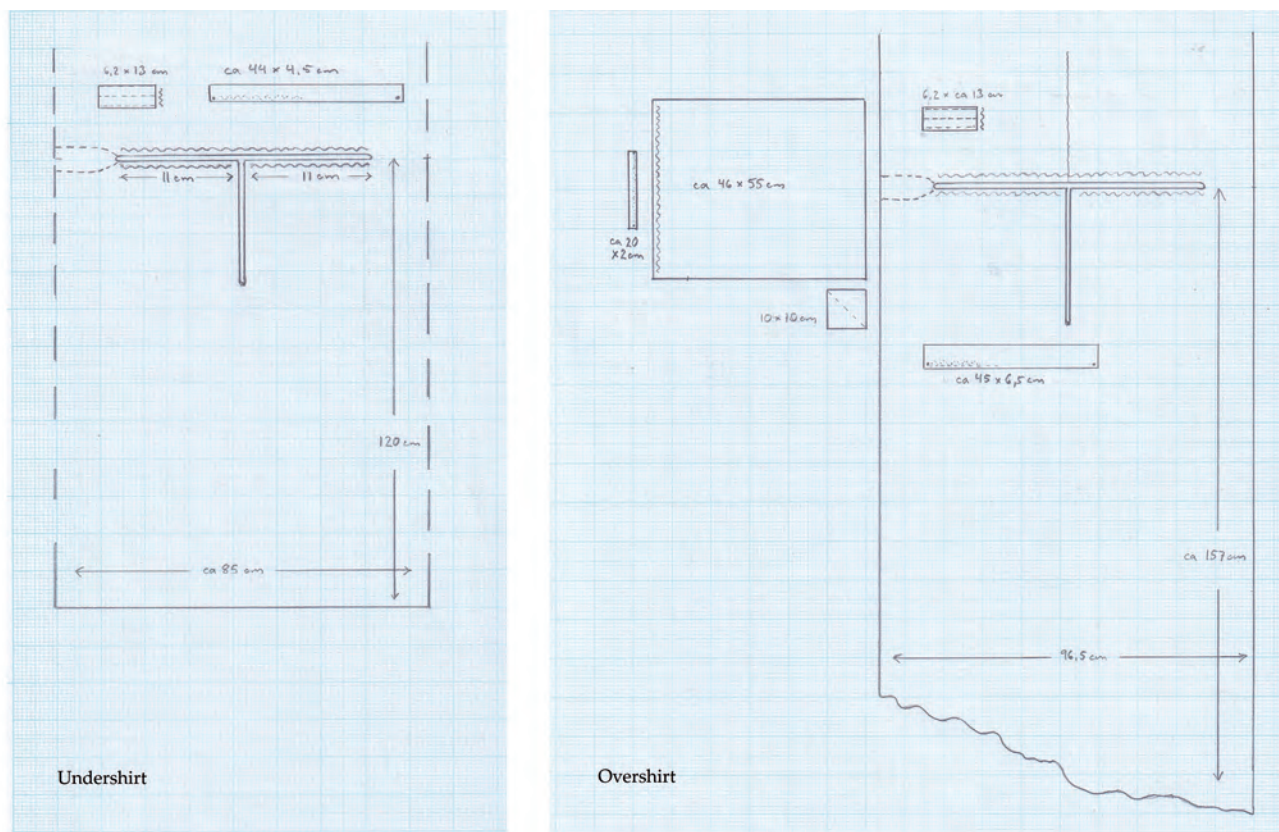 6,2 x 13 cm
ca 44 x 4,5 cm
11 cm
11 cm
120 cm
ca 85 cm
Undershirt
6,2 x ca 13 cm
ca 46 x 55 cm
ca 20
x 2 cm
10 x 10 cm
ca 45 x 6,5 cm
ca 157 cm
96,5 cm
Overshirt